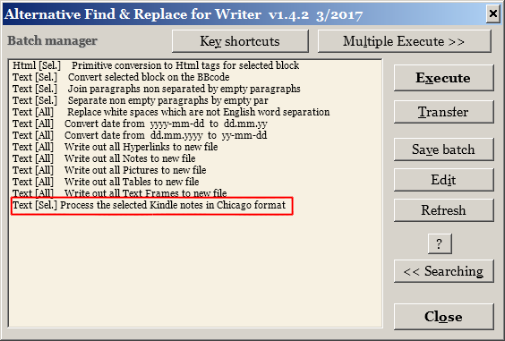 Alternative Find & Replace for Writer v1.4.2 3/2017
Batch manager
Key shortcuts
Multiple Execute >>
Html [Sel.] Primitive conversion to Html tags for selected block
Text [Sel.] Convert selected block on the BBcode
Text [Sel.] Join paragraphs non separated by empty paragraphs
Text [Sel.] Separate non empty paragraphs by empty par
Text [All] Replace white spaces which are not English word separation
Text [All] Convert date from yyyy-mm-dd to dd.mm.yy
Text [All] Convert date from dd.mm.yyyy to yy-mm-dd
Text [All] Write out all Hyperlinks to new file
Text [All] Write out all Notes to new file
Text [All] Write out all Pictures to new file
Text [All] Write out all Tables to new file
Text [All] Write out all Text Frames to new file
Text [Sel.] Process the selected Kindle notes in Chicago format
Execute
Transfer
Save batch
Edit
Refresh
?
<< Searching
Close